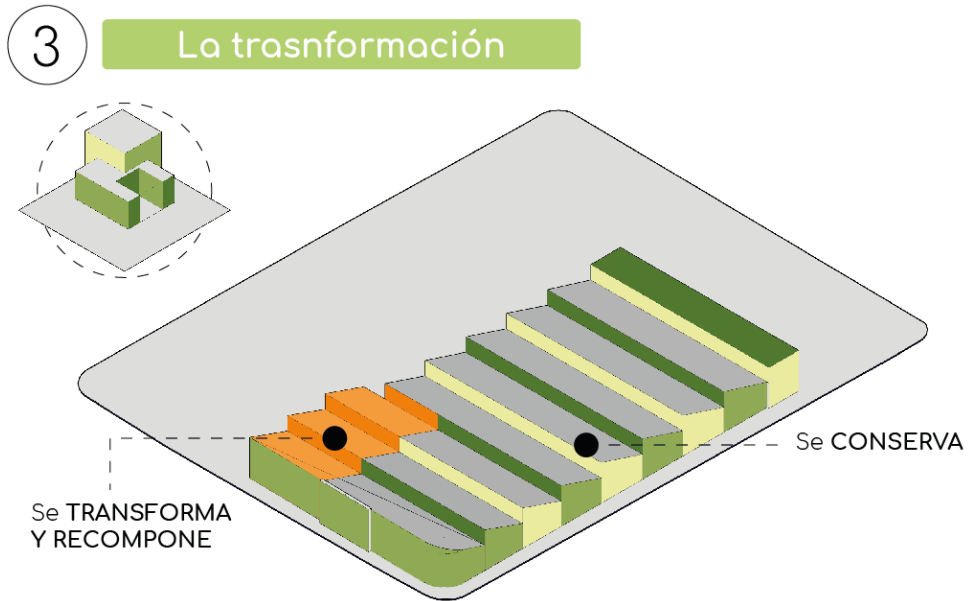 3
La trasnformación
Se CONSERVA
Se TRANSFORMA
Y RECOMPONE